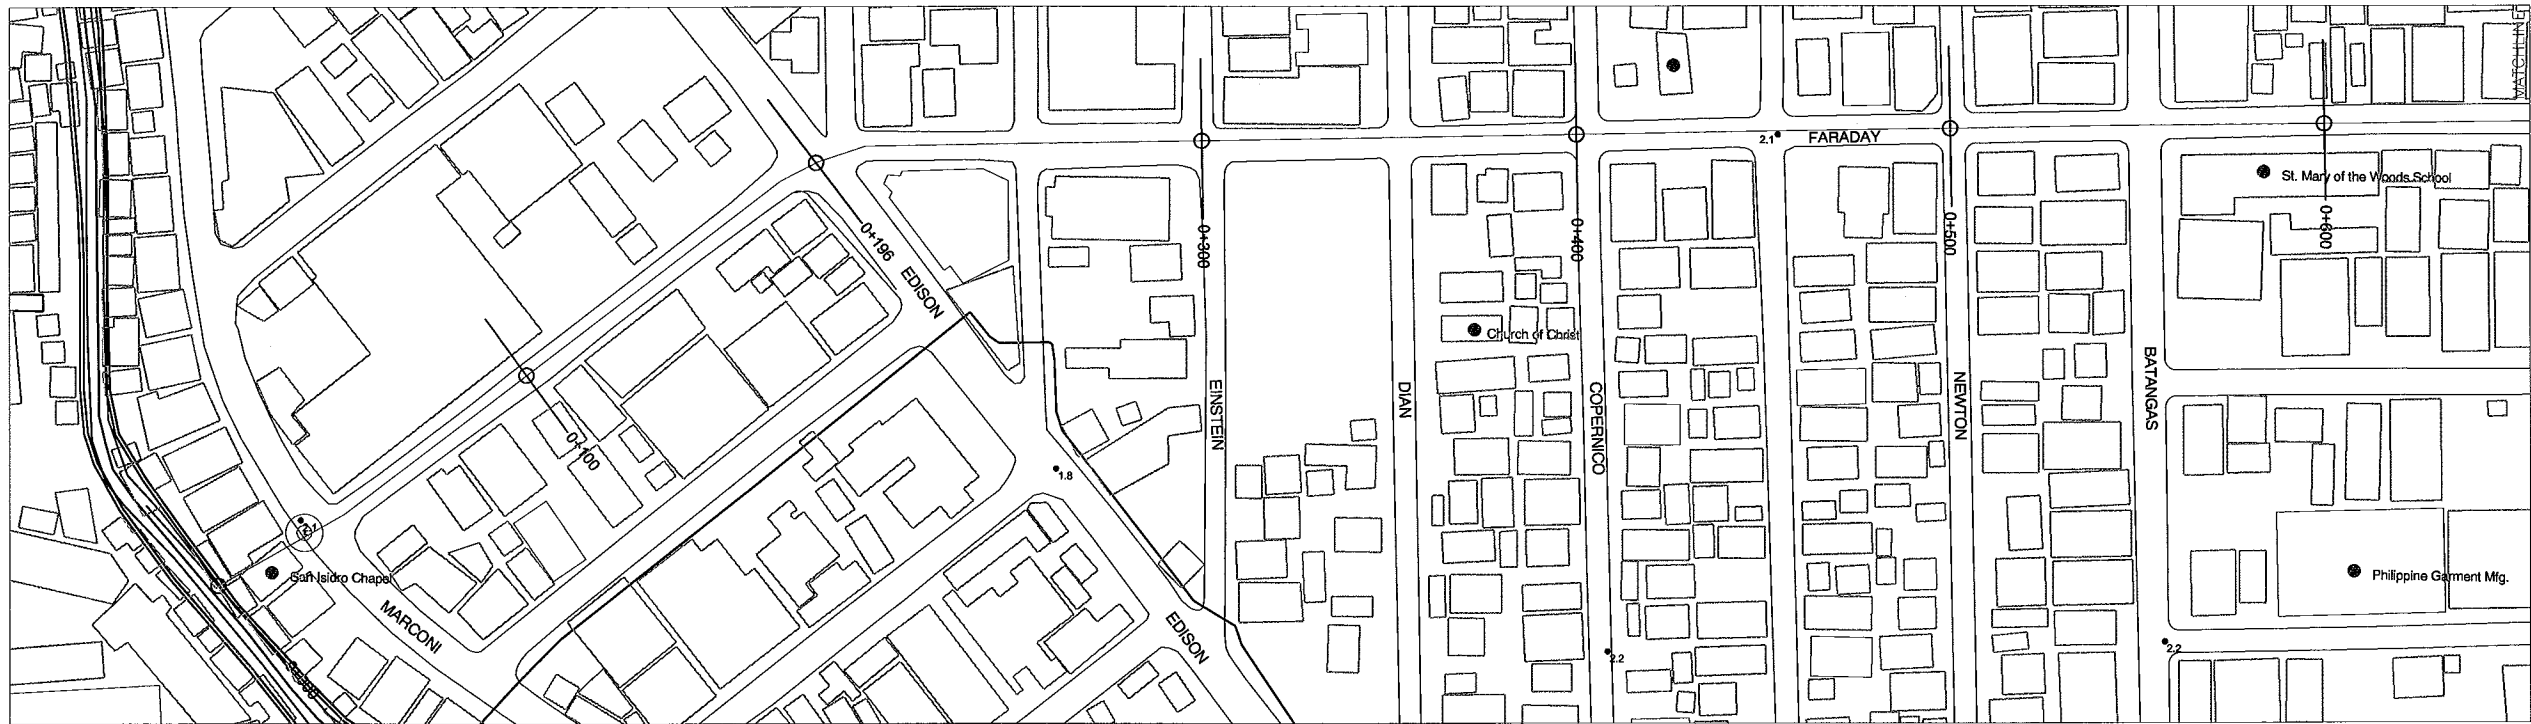 MATCHLINE
2.1
FARADAY
St. Mary of the Woods School
0+196
0+300
0+400
0+500
0+600
EDISON
Church of Christ
EINSTEIN
DIAN
COPERNICO
NEWTON
BATANGAS
0+100
1.8
San Isidro Chapel
Philippine Garment Mfg.
MARCONI
EDISON
2.2
2.2